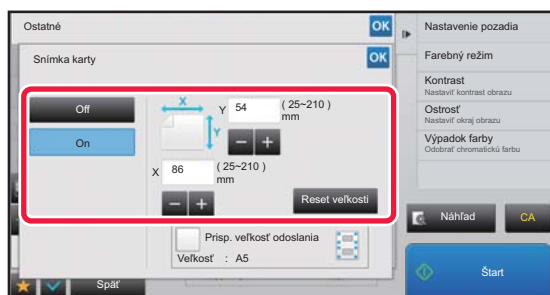 Ostatné
OK
Snímka karty
OK
Off
On
X
Y
Y 54 ( 25~210 )
mm
X 86 ( 25~210 )
mm
Reset veľkosti
Prisp. veľkosť odoslania
Veľkosť : A5
Späť
Nastavenie pozadia
Farebný režim
Kontrast
Nastaviť kontrast obrazu
Ostrosť
Nastaviť okraj obrazu
Výpadok farby
Odobrať chromatickú farbu
Náhľad
CA
Štart